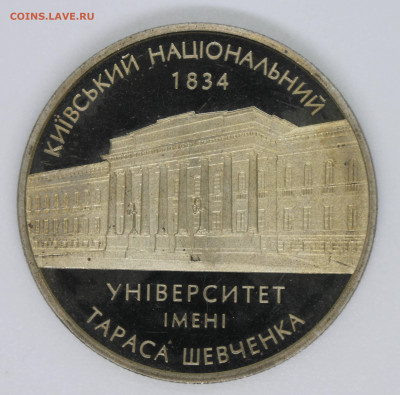 COINS.LAVE.RU
КИЇВСЬКИЙ НАЦІОНАЛЬНИЙ
1834
УНІВЕРСИТЕТ
ІМЕНІ
ТАРАСА ШЕВЧЕНКА